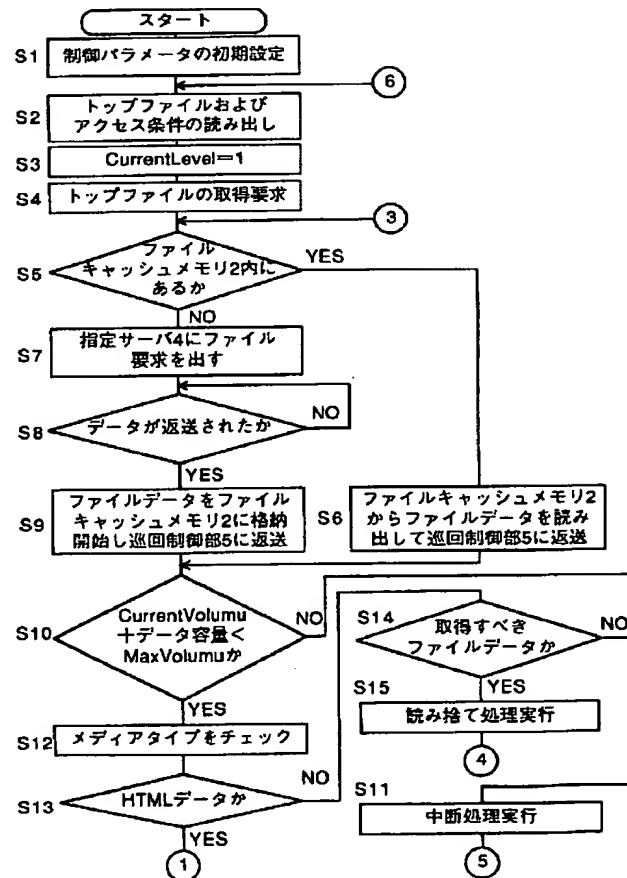 スタート
S1
制御パラメータの初期設定
6
S2
トップファイルおよび
アクセス条件の読み出し
S3
CurrentLevel=1
S4
トップファイルの取得要求
3
S5
ファイル
キャッシュメモリ2内に
あるか
YES
NO
S7
指定サーバ4にファイル
要求を出す
S8
データが返送されたか
NO
YES
S9
ファイルデータをファイル
キャッシュメモリ2に格納
開始し巡回制御部5に返送
S6
ファイルキャッシュメモリ2
からファイルデータを読み
出して巡回制御部5に返送
S10
CurrentVolumu
+データ容量<
MaxVolumuか
NO
YES
S14
取得すべき
ファイルデータか
NO
YES
S15
読み捨て処理実行
4
S12
メディアタイプをチェック
S13
HTMLデータか
NO
YES
1
S11
中断処理実行
5